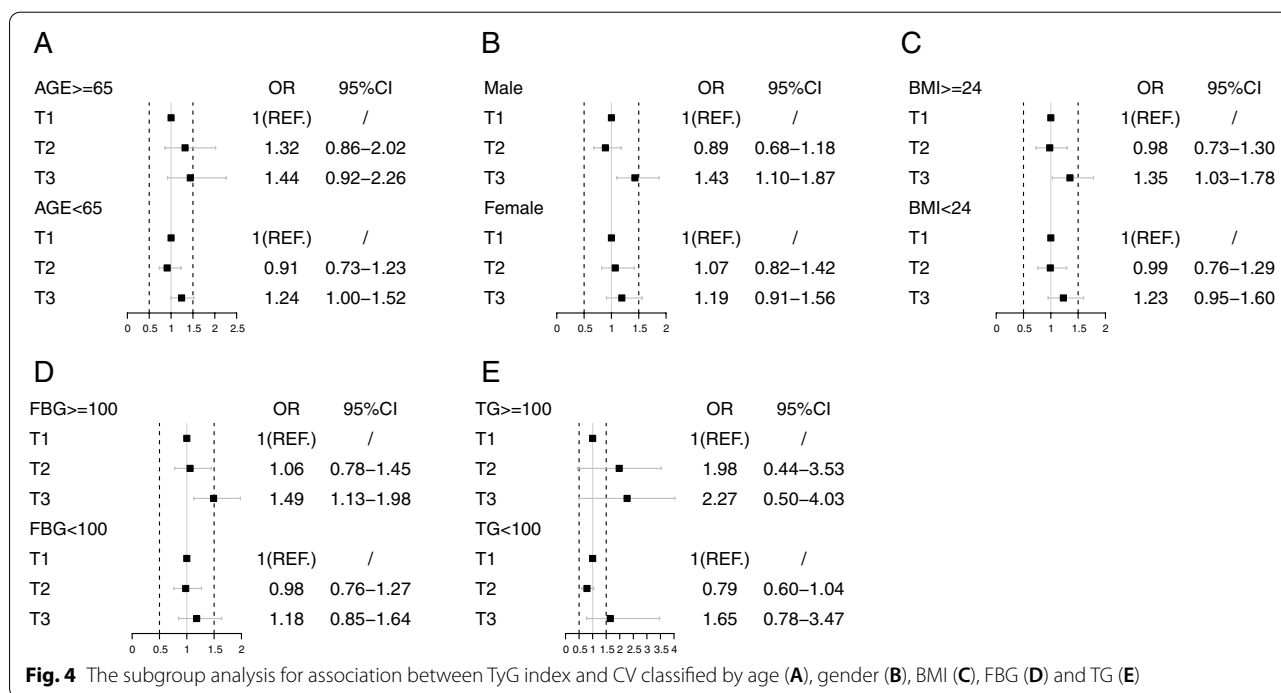 A
AGE>=65 OR 95%CI
T1 1(REF.) /
T2 1.32 0.86–2.02
T3 1.44 0.92–2.26
AGE<65
T1 1(REF.) /
T2 0.91 0.73–1.23
T3 1.24 1.00–1.52
0 0.5 1 1.5 2 2.5
B
Male OR 95%CI
T1 1(REF.) /
T2 0.89 0.68–1.18
T3 1.43 1.10–1.87
Female
T1 1(REF.) /
T2 1.07 0.82–1.42
T3 1.19 0.91–1.56
0 0.5 1 1.5 2
C
BMI>=24 OR 95%CI
T1 1(REF.) /
T2 0.98 0.73–1.30
T3 1.35 1.03–1.78
BMI<24
T1 1(REF.) /
T2 0.99 0.76–1.29
T3 1.23 0.95–1.60
0 0.5 1 1.5 2
D
FBG>=100 OR 95%CI
T1 1(REF.) /
T2 1.06 0.78–1.45
T3 1.49 1.13–1.98
FBG<100
T1 1(REF.) /
T2 0.98 0.76–1.27
T3 1.18 0.85–1.64
0 0.5 1 1.5 2
E
TG>=100 OR 95%CI
T1 1(REF.) /
T2 1.98 0.44–3.53
T3 2.27 0.50–4.03
TG<100
T1 1(REF.) /
T2 0.79 0.60–1.04
T3 1.65 0.78–3.47
0 0.5 1 1.5 2 2.5 3 3.5 4
Fig. 4 The subgroup analysis for association between TyG index and CV classified by age (A), gender (B), BMI (C), FBG (D) and TG (E)